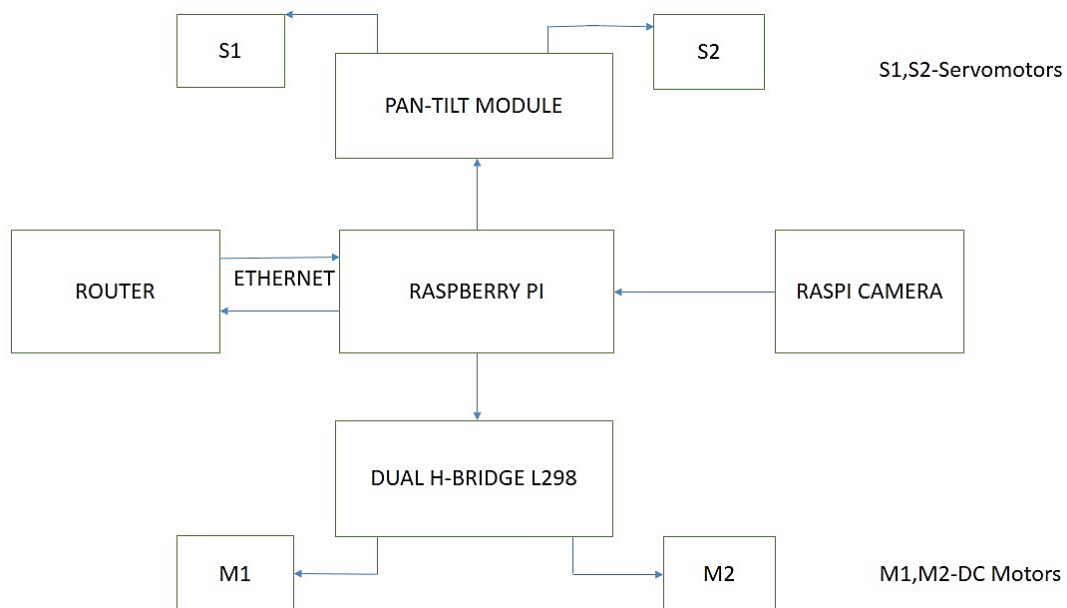 S1
S2
S1,S2-Servomotors
PAN-TILT MODULE
ROUTER
ETHERNET
RASPBERRY PI
RASPI CAMERA
DUAL H-BRIDGE L298
M1
M2
M1,M2-DC Motors